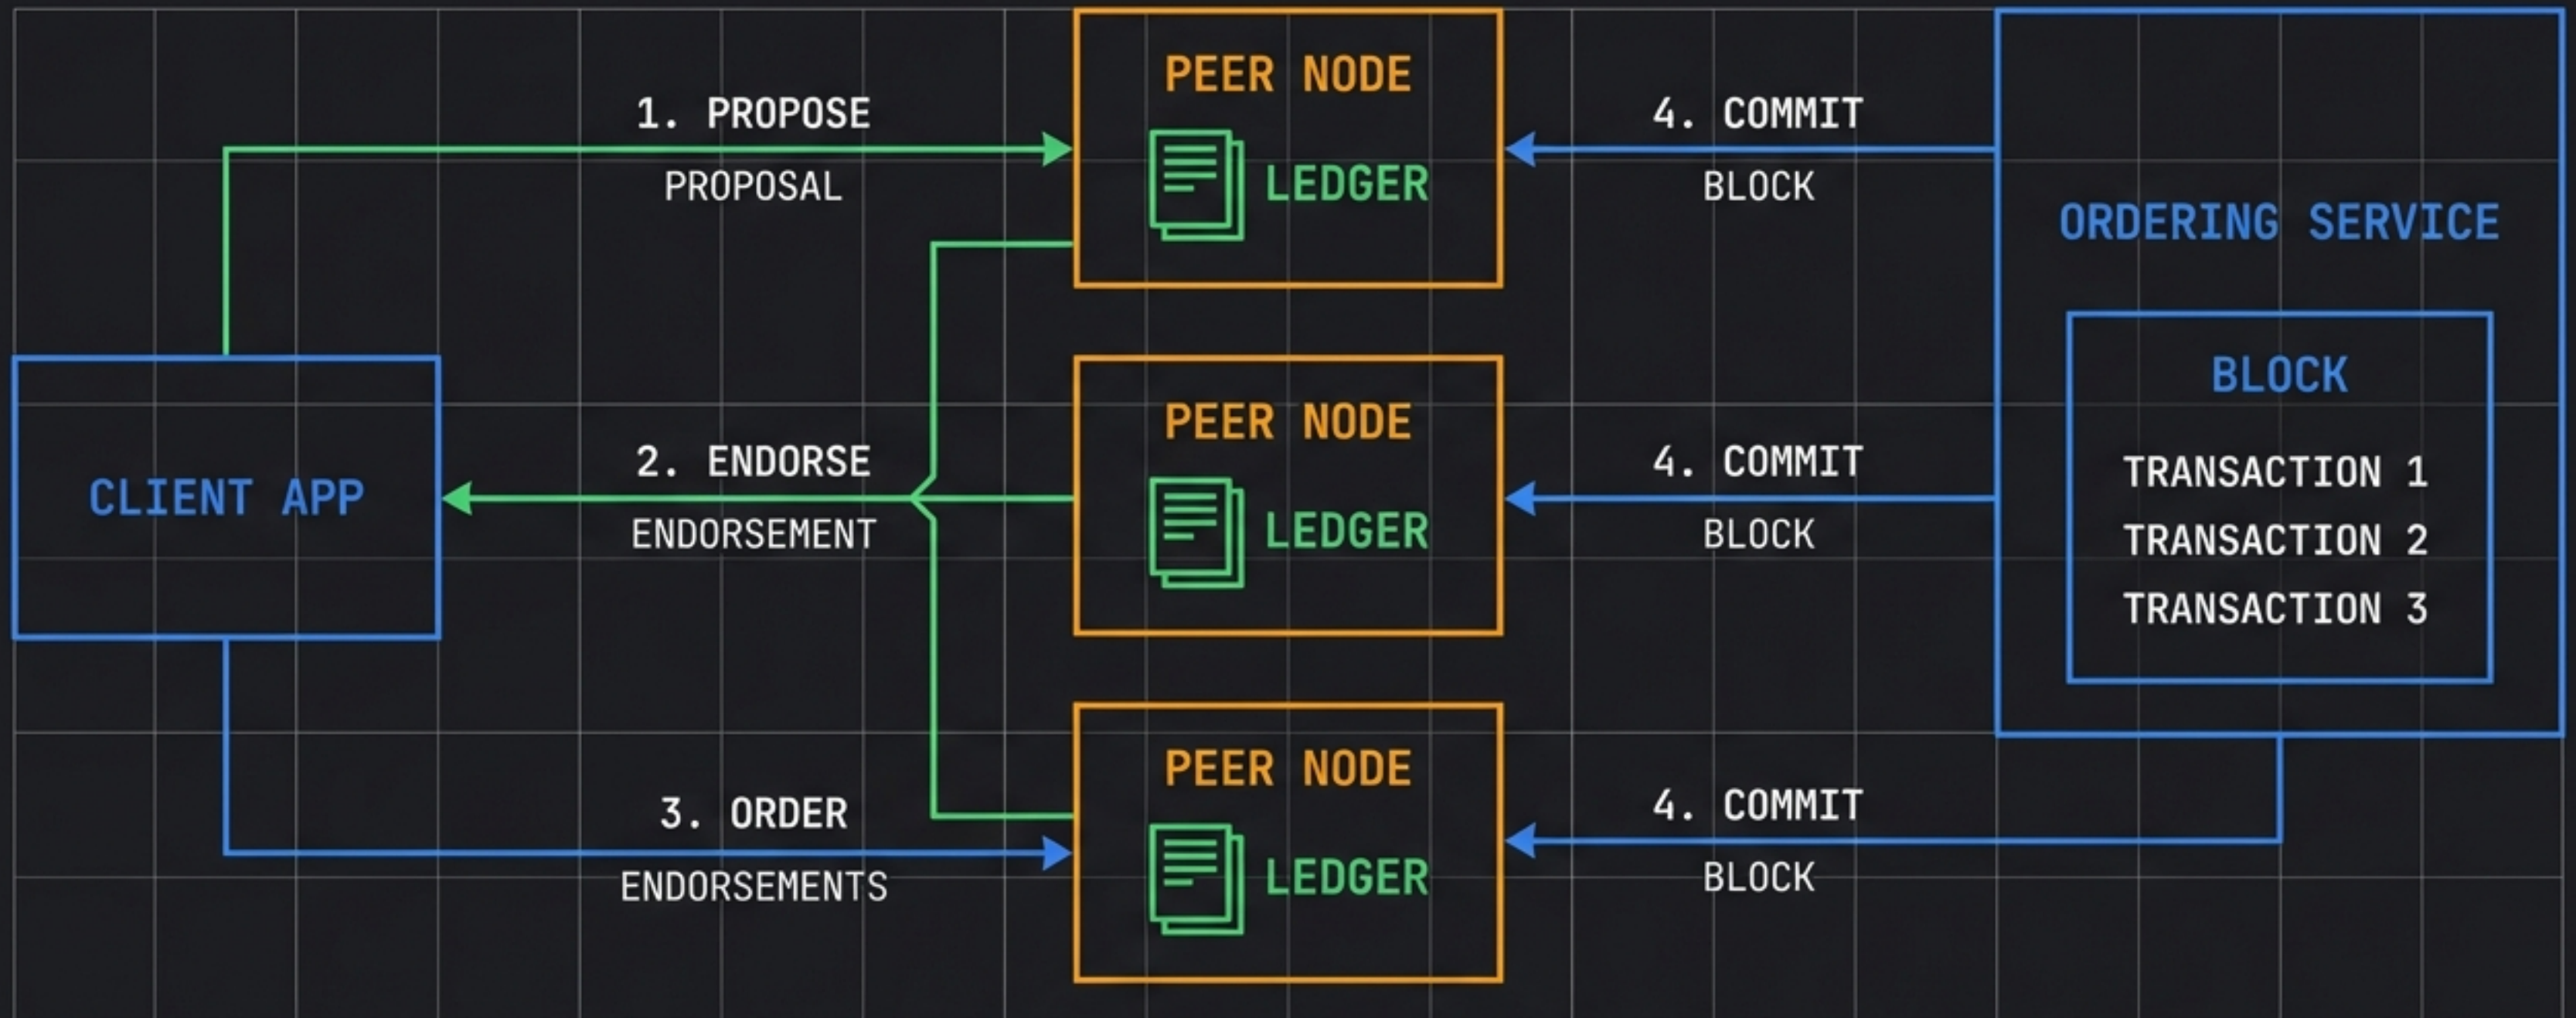 1. PROPOSE
PROPOSAL
PEER NODE
LEDGER
4. COMMIT
BLOCK
ORDERING SERVICE
BLOCK
TRANSACTION 1
TRANSACTION 2
TRANSACTION 3
CLIENT APP
2. ENDORSE
ENDORSEMENT
PEER NODE
LEDGER
4. COMMIT
BLOCK
3. ORDER
ENDORSEMENTS
PEER NODE
LEDGER
4. COMMIT
BLOCK